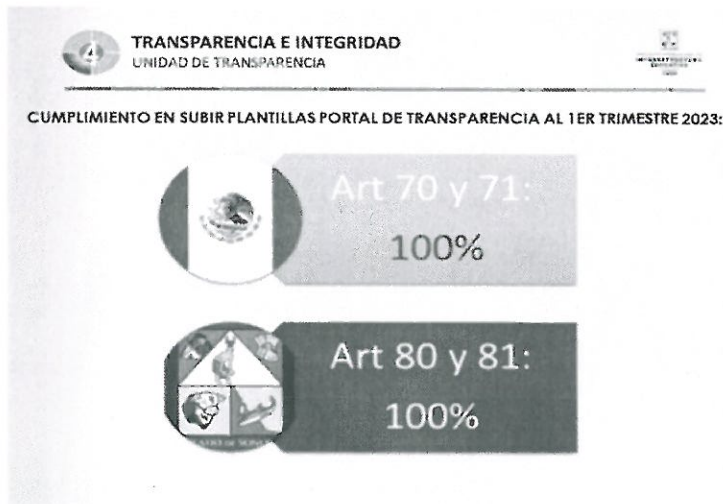 TRANSPARENCIA E INTEGRIDAD
UNIDAD DE TRANSPARENCIA
CUMPLIMIENTO EN SUBIR PLANTILLAS PORTAL DE TRANSPARENCIA AL 1ER TRIMESTRE 2023:
Art 70 y 71:
100%
Art 80 y 81:
100%